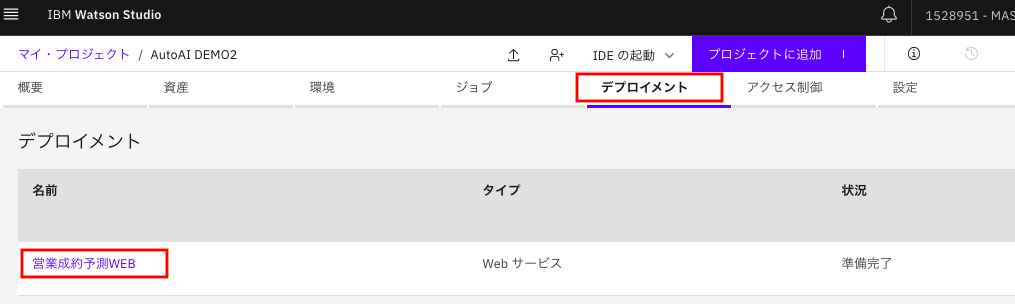 IBM Watson Studio
1528951 - MAS
マイ・プロジェクト / AutoAI DEMO2
IDE の起動
プロジェクトに追加
概要
資産
環境
ジョブ
デプロイメント
アクセス制御
設定
デプロイメント
名前 タイプ 状況
営業成約予測WEB Web サービス 準備完了